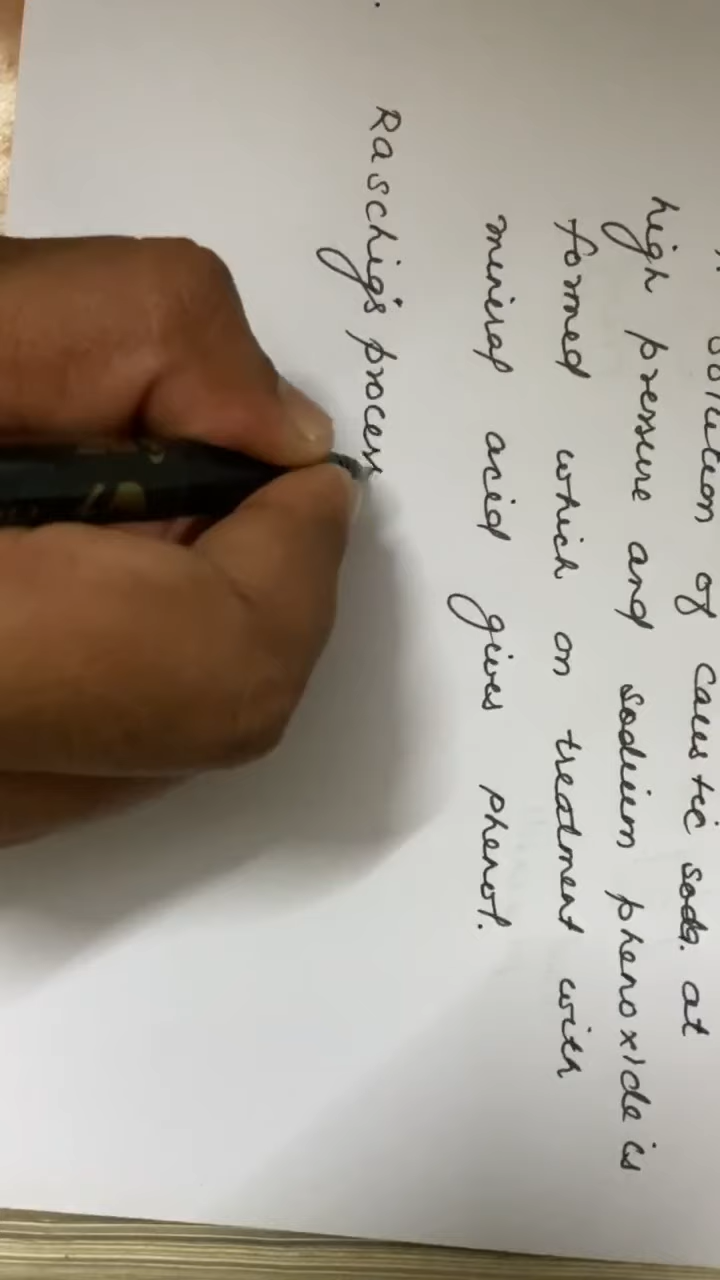 solution of caustic soda. at
high pressure and sodium phenoxide is
formed which on treatment with
mineral acid gives phenol.
Raschig's process